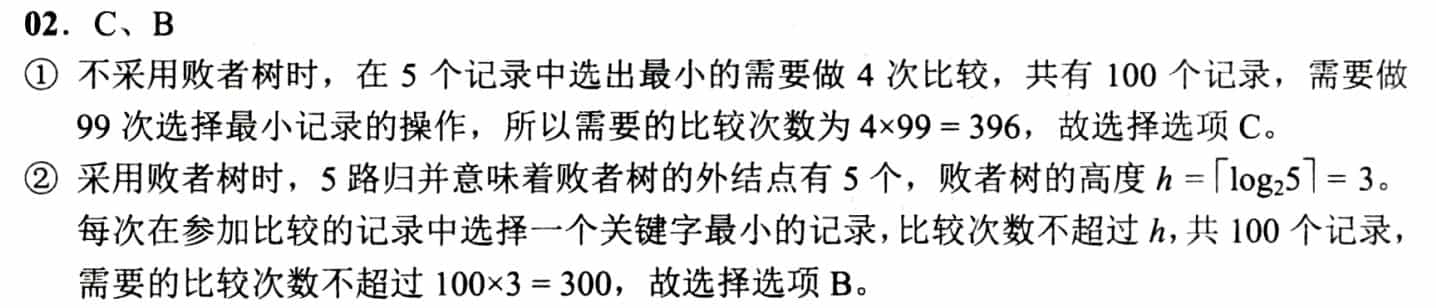 02．C、B
① 不采用败者树时，在 5 个记录中选出最小的需要做 4 次比较，共有 100 个记录，需要做
99 次选择最小记录的操作，所以需要的比较次数为 4×99 = 396，故选择选项 C。
② 采用败者树时，5 路归并意味着败者树的外结点有 5 个，败者树的高度 h =⌈log₂5⌉ = 3。
每次在参加比较的记录中选择一个关键字最小的记录，比较次数不超过 h，共 100 个记录，
需要的比较次数不超过 100×3 = 300，故选择选项 B。